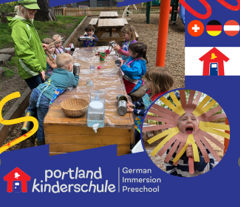 portland
kinderschule
German
Immersion
Preschool